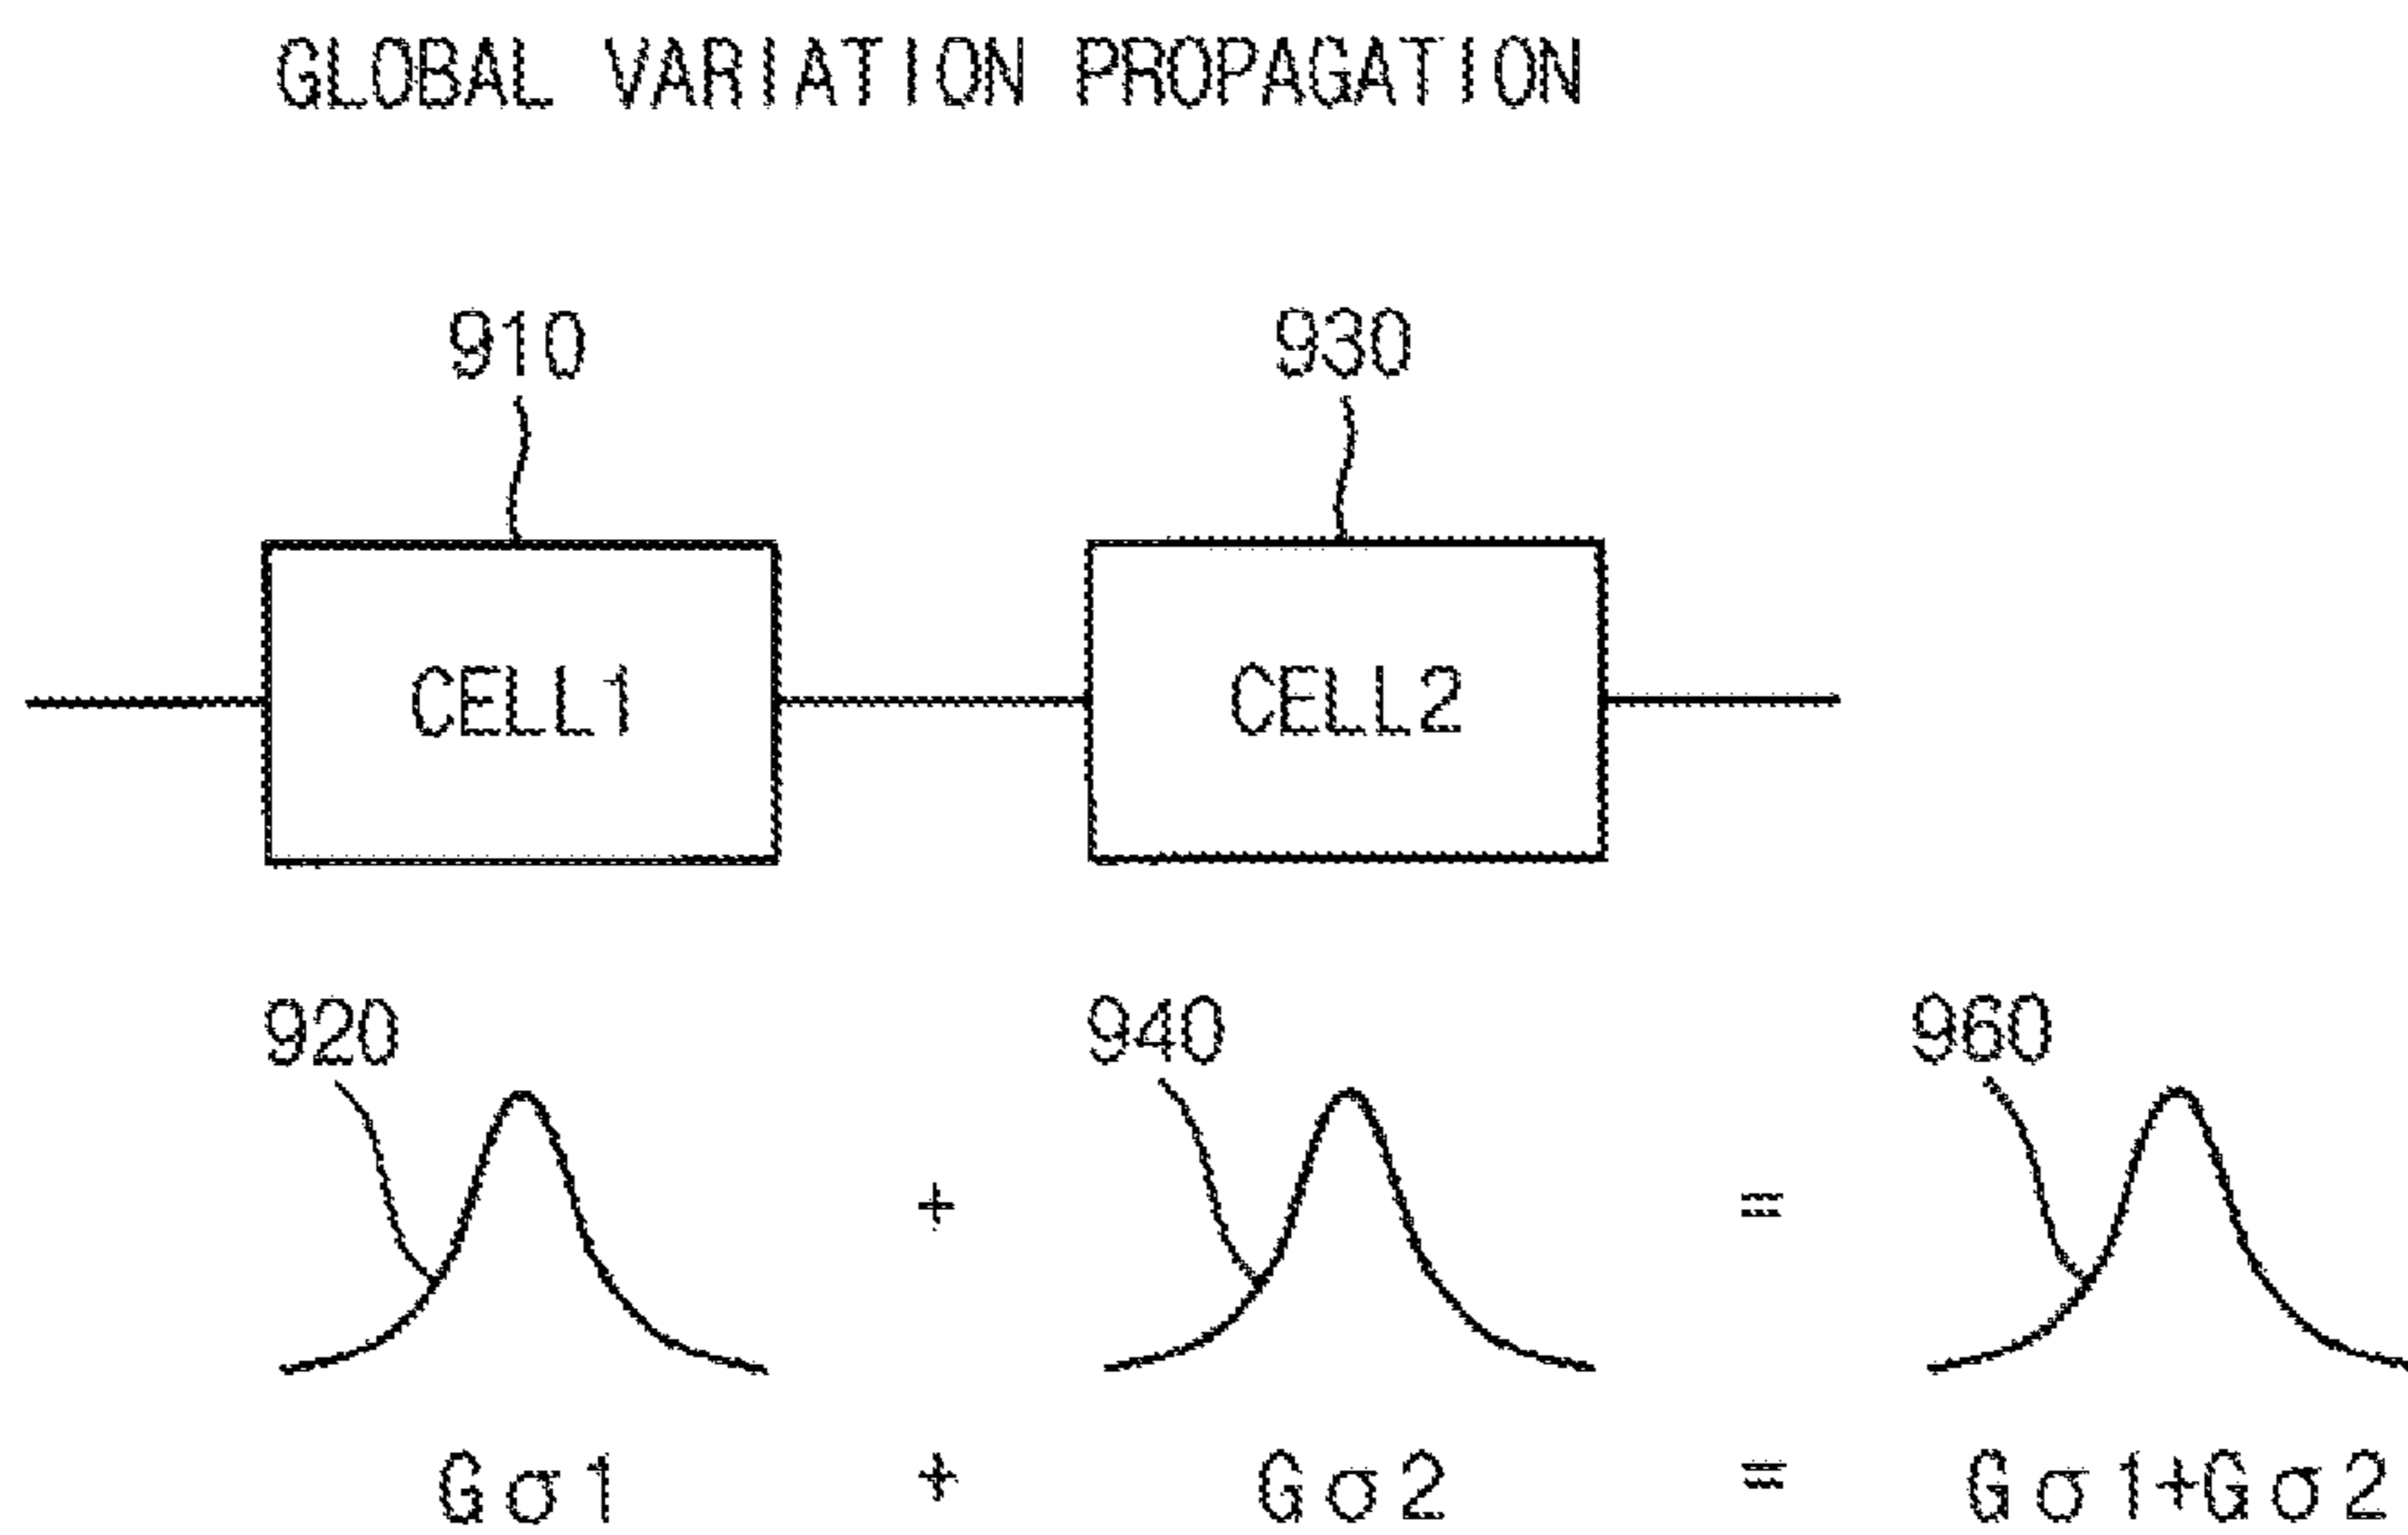 GLOBAL VARIATION PROPAGATION
910 930
CELL1 CELL2
920 940 960
+ =
Gσ1 + Gσ2 = Gσ1+Gσ2